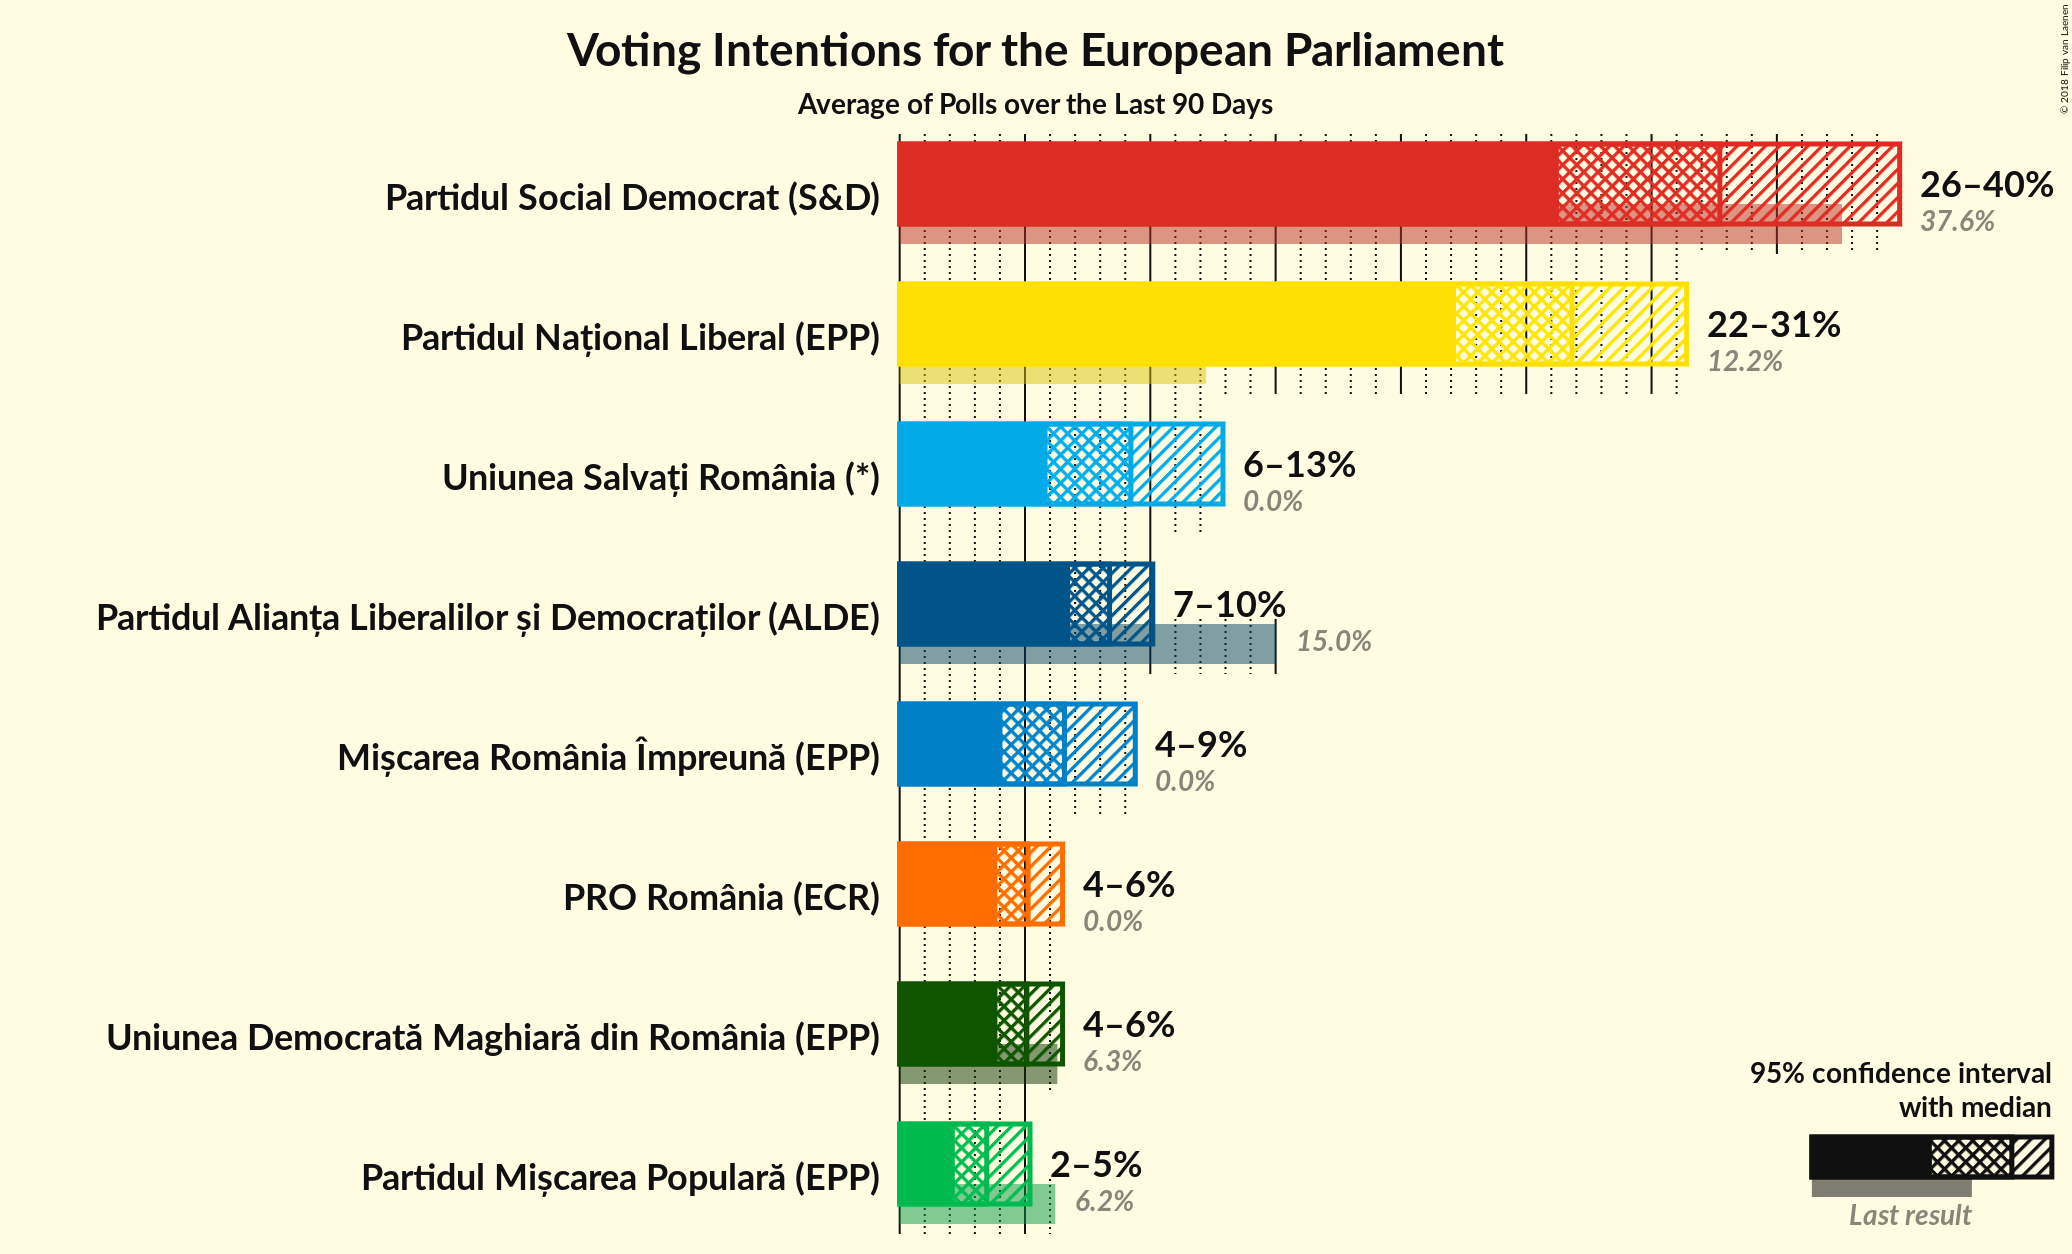 Voting Intentions for the European Parliament
Average of Polls over the Last 90 Days
© 2018 Filip van Laenen
Partidul Social Democrat (S&D)
26–40%
37.6%
Partidul Național Liberal (EPP)
22–31%
12.2%
Uniunea Salvați România (*)
6–13%
0.0%
Partidul Alianța Liberalilor și Democraților (ALDE)
7–10%
15.0%
Mișcarea România Împreună (EPP)
4–9%
0.0%
PRO România (ECR)
4–6%
0.0%
Uniunea Democrată Maghiară din România (EPP)
4–6%
6.3%
Partidul Mișcarea Populară (EPP)
2–5%
6.2%
95% confidence interval
with median
Last result